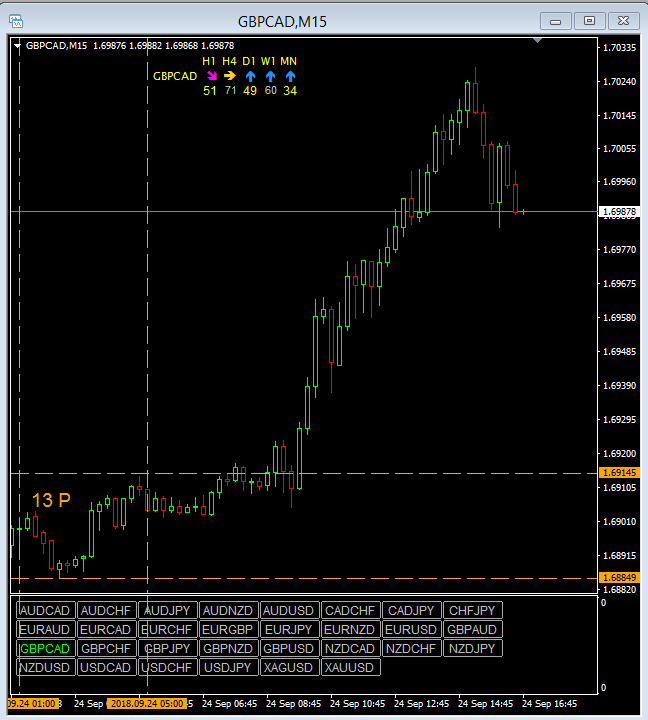 GBPCAD,M15
GBPCAD,M15 1.69876 1.69882 1.69868 1.69878
H1 H4 D1 W1 MN
GBPCAD
51 71 49 60 34
1.70335
1.70240
1.70145
1.70055
1.69960
1.69878
1.69770
1.69675
1.69580
1.69485
1.69390
1.69295
1.69200
1.69145
1.69105
13 P
1.69010
1.68915
1.68849
1.68820
0
AUDCAD AUDCHF AUDJPY AUDNZD AUDUSD CADCHF CADJPY CHFJPY
EURAUD EURCAD EURCHF EURGBP EURJPY EURNZD EURUSD GBPAUD
GBPCAD GBPCHF GBPJPY GBPNZD GBPUSD NZDCAD NZDCHF NZDJPY
NZDUSD USDCAD USDCHF USDJPY XAGUSD XAUUSD
0
09.24 01:00 24 Sep 2018.09.24 05:00 24 Sep 06:45 24 Sep 08:45 24 Sep 10:45 24 Sep 12:45 24 Sep 14:45 24 Sep 16:45